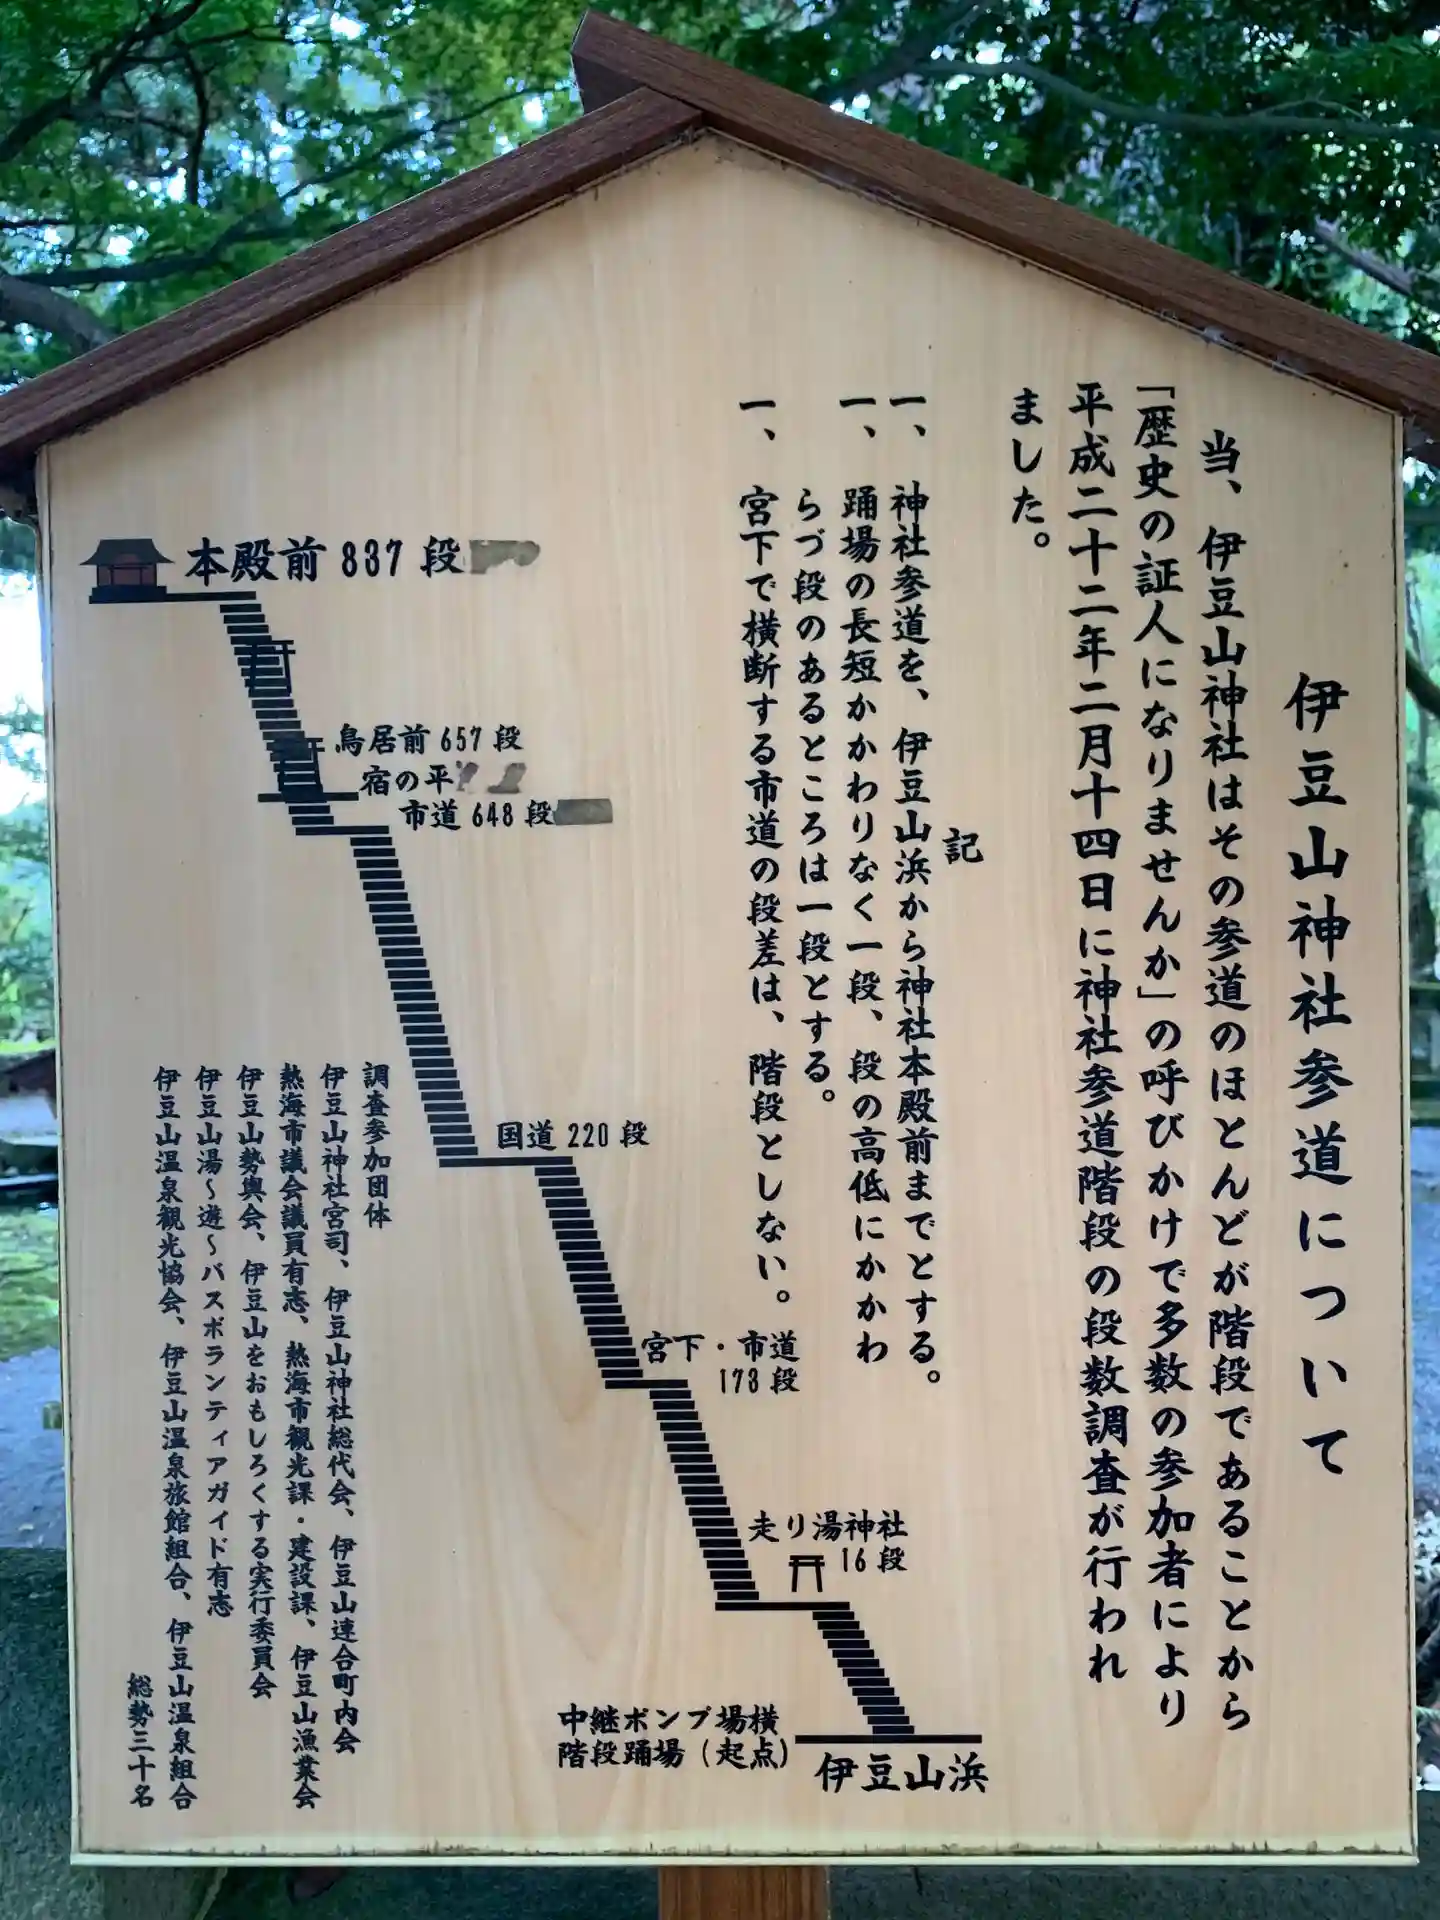 伊豆山神社参道について
当、伊豆山神社はその参道のほとんどが階段であることから
「歴史の証人になりませんか」の呼びかけで多数の参加者により
平成二十二年二月十四日に神社参道階段の段数調査が行われ
ました。
記
一、神社参道を、伊豆山浜から神社本殿前までとする。
一、踊場の長短かかわりなく一段、段の高低にかかわ
らづ段のあるところは一段とする。
一、宮下で横断する市道の段差は、階段としない。
本殿前 837 段
鳥居前 657 段
宿の平
市道 648 段
国道 220 段
宮下・市道
173 段
走り湯神社
16 段
中継ポンプ場横
階段踊場(起点)
伊豆山浜
調査参加団体
伊豆山神社宮司、伊豆山神社総代会、伊豆山連合町内会
熱海市議会議員有志、熱海市観光課・建設課、伊豆山漁業会
伊豆山勢輿会、伊豆山をおもしろくする実行委員会
伊豆山湯〜遊〜バスボランティアガイド有志
伊豆山温泉観光協会、伊豆山温泉旅館組合、伊豆山温泉組合
総勢三十名